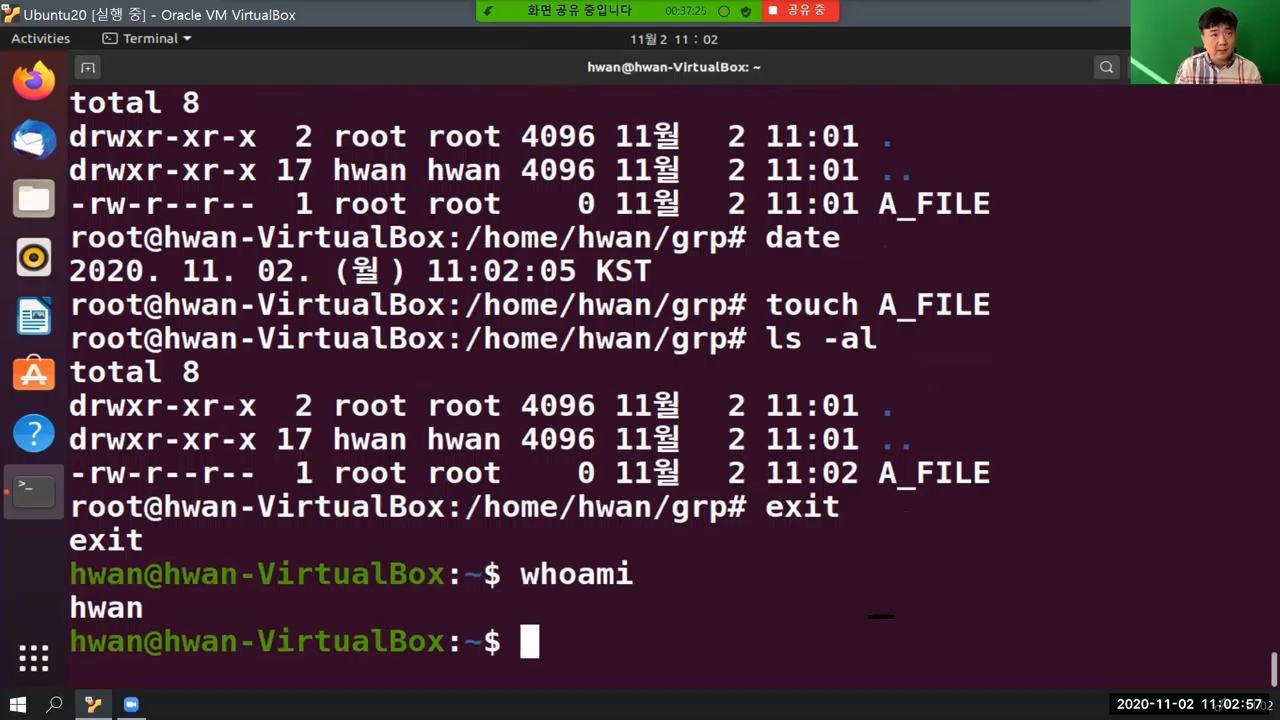 Ubuntu20 [실행 중] - Oracle VM VirtualBox
화면 공유 중입니다
00:37:25
공유 중
Activities
Terminal
11월 2 11 : 02
hwan@hwan-VirtualBox: ~
total 8
drwxr-xr-x 2 root root 4096 11월 2 11:01 .
drwxr-xr-x 17 hwan hwan 4096 11월 2 11:01 ..
-rw-r--r-- 1 root root 0 11월 2 11:01 A_FILE
root@hwan-VirtualBox:/home/hwan/grp# date
2020. 11. 02. (월 ) 11:02:05 KST
root@hwan-VirtualBox:/home/hwan/grp# touch A_FILE
root@hwan-VirtualBox:/home/hwan/grp# ls -al
total 8
drwxr-xr-x 2 root root 4096 11월 2 11:01 .
drwxr-xr-x 17 hwan hwan 4096 11월 2 11:01 ..
-rw-r--r-- 1 root root 0 11월 2 11:02 A_FILE
root@hwan-VirtualBox:/home/hwan/grp# exit
exit
hwan@hwan-VirtualBox:~$ whoami
hwan
hwan@hwan-VirtualBox:~$
2020-11-02 11:02:57